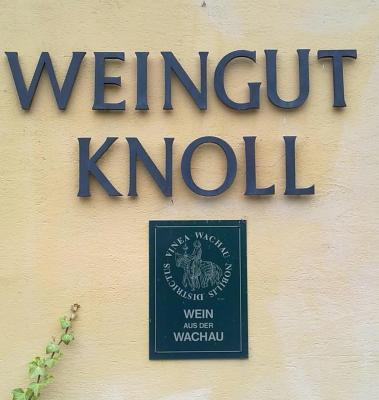 WEINGUT
KNOLL
VINEA WACHAU NOBILIS DISTRICTUS
WEIN
AUS DER
WACHAU